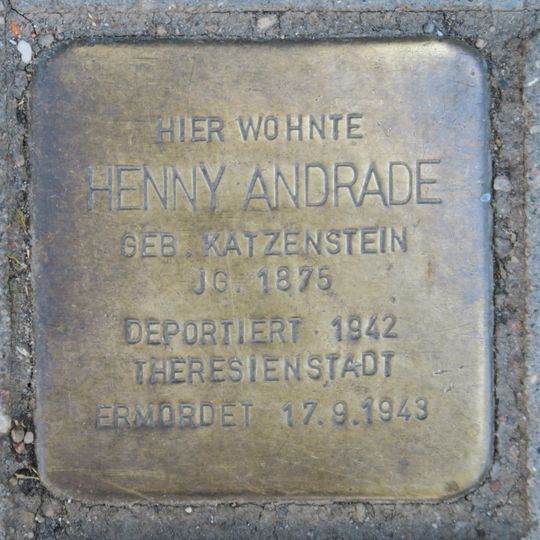 HIER WOHNTE
HENNY ANDRADE
GEB. KATZENSTEIN
JG. 1875
DEPORTIERT 1942
THERESIENSTADT
ERMORDET 17.9.1943